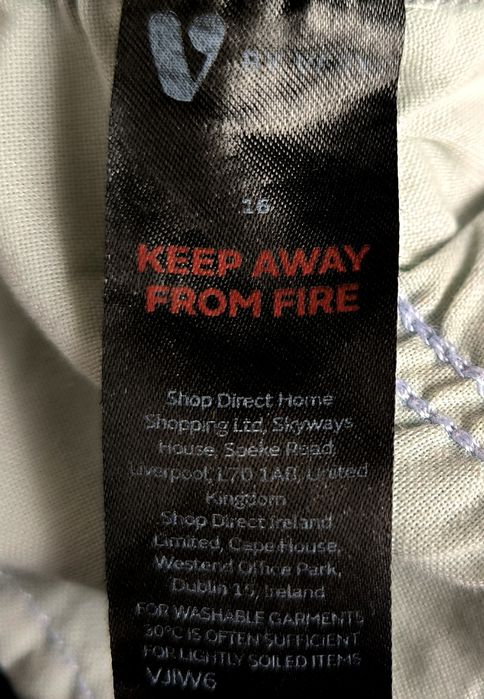 V BY VERY
16
KEEP AWAY
FROM FIRE
Shop Direct Home
Shopping Ltd, Skyways
House, Speke Road,
Liverpool, L70 1AB, United
Kingdom
Shop Direct Ireland
Limited, Cape House,
Westend Office Park,
Dublin 15, Ireland
FOR WASHABLE GARMENTS
30°C IS OFTEN SUFFICIENT
FOR LIGHTLY SOILED ITEMS
VJIW6